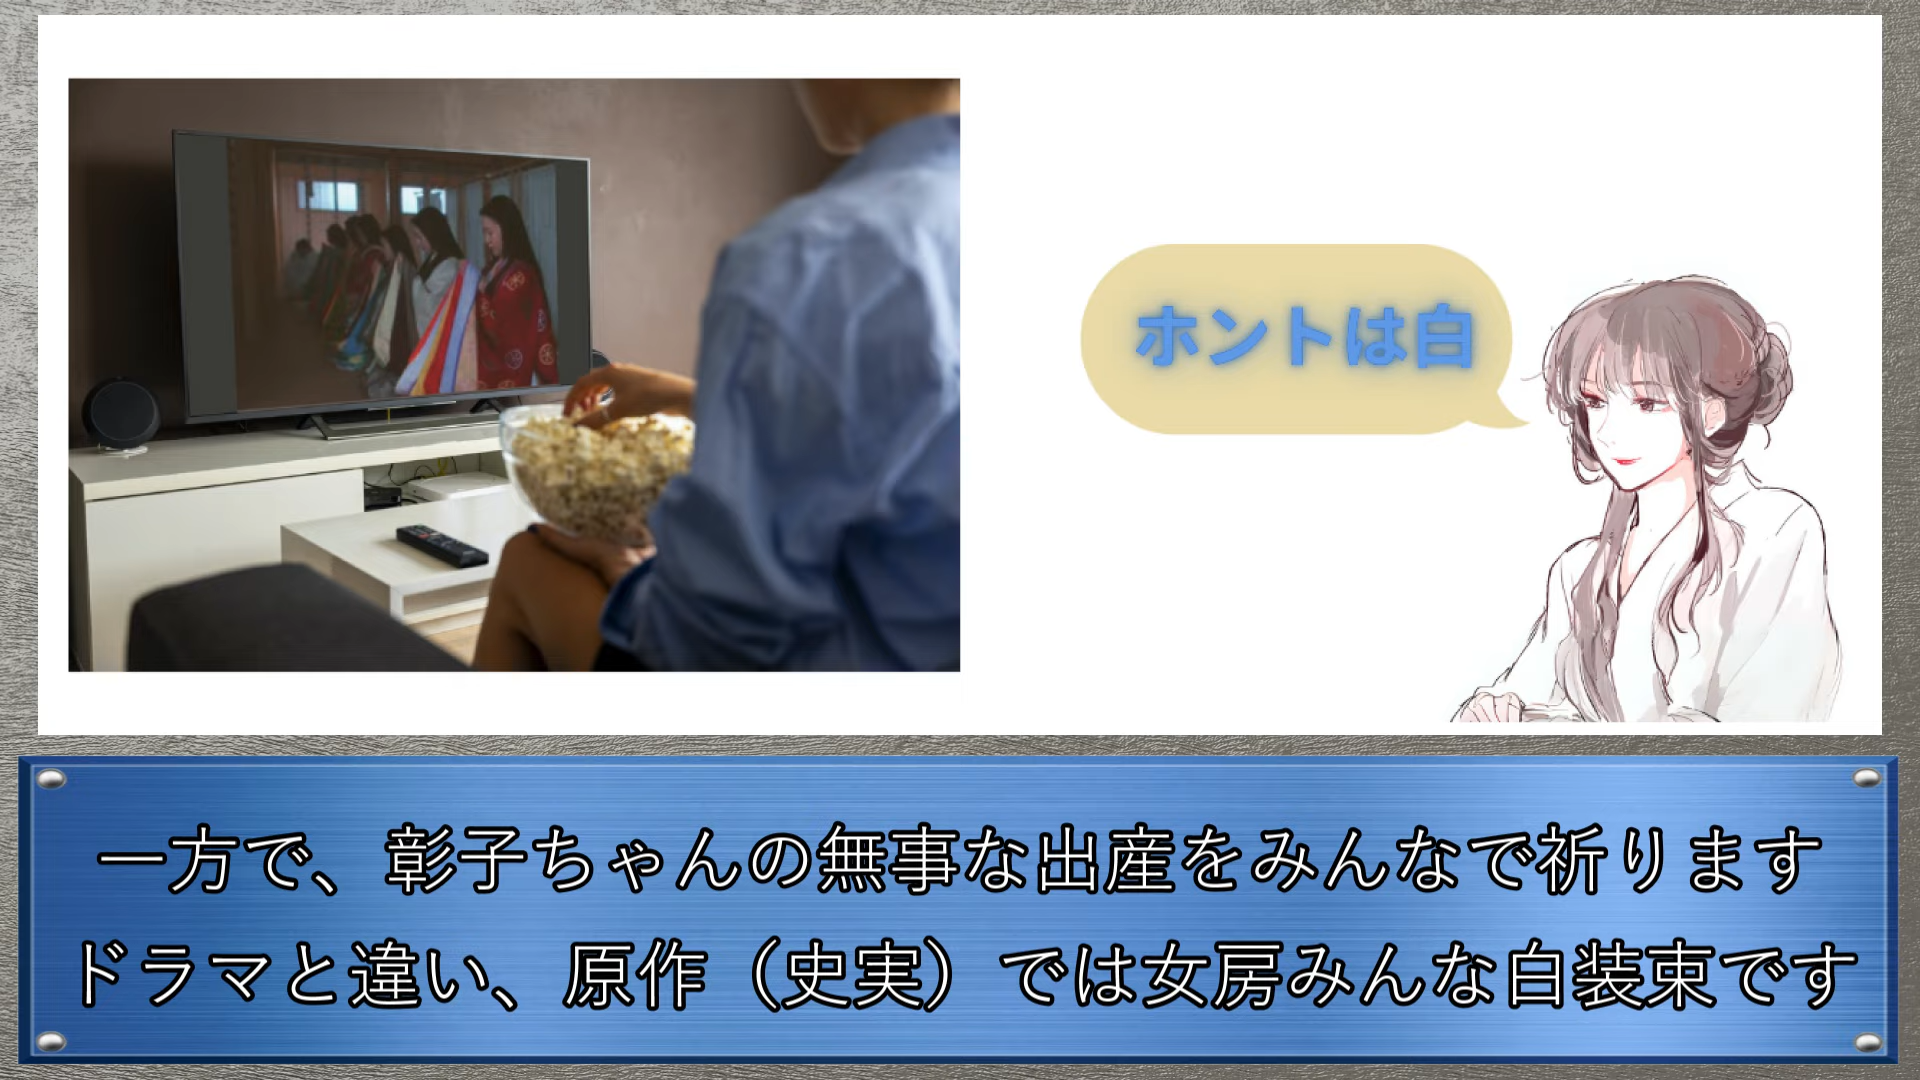 ホントは白
一方で、彰子ちゃんの無事な出産をみんなで祈ります
ドラマと違い、原作（史実）では女房みんな白装束です